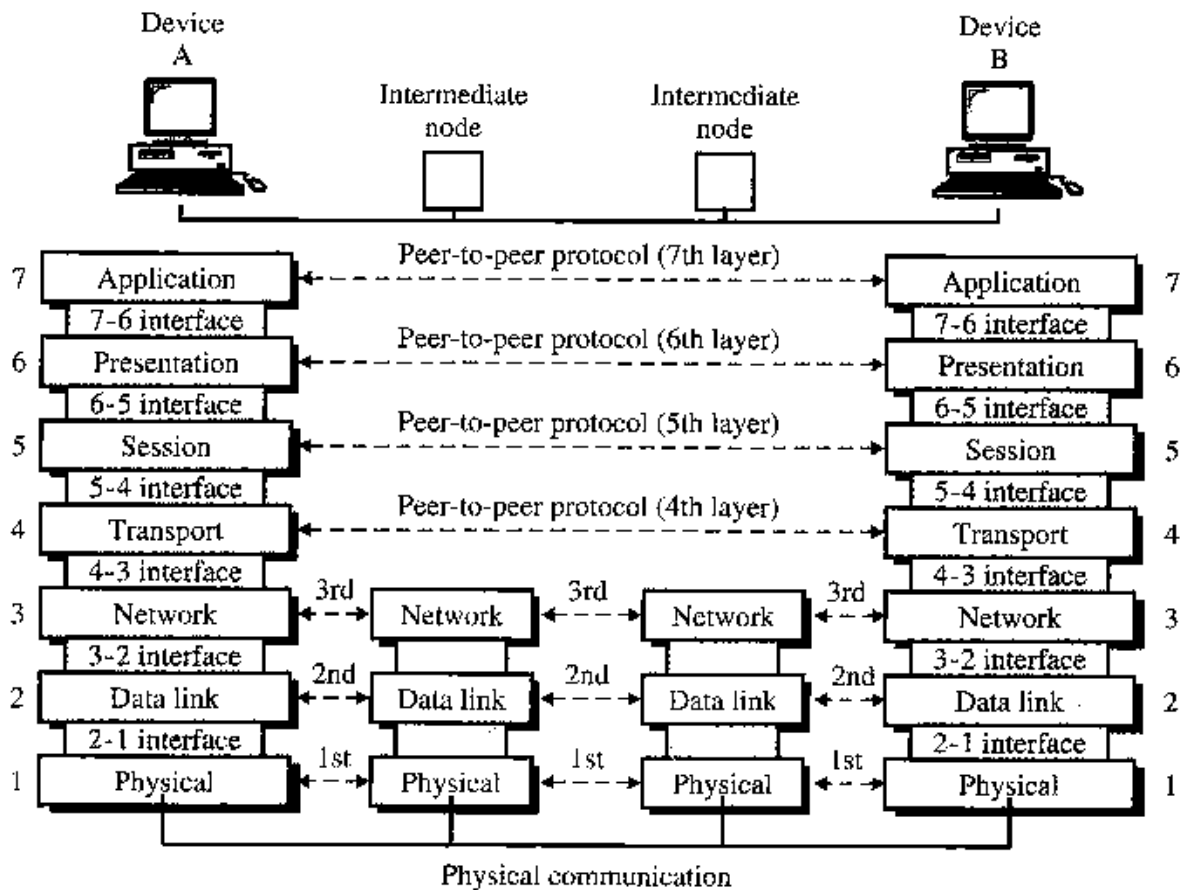 Device
A
Device
B
Intermediate
node
Intermediate
node
Peer-to-peer protocol (7th layer)
7 Application
Application 7
7-6 interface
7-6 interface
Peer-to-peer protocol (6th layer)
6 Presentation
Presentation 6
6-5 interface
6-5 interface
Peer-to-peer protocol (5th layer)
5 Session
Session 5
5-4 interface
5-4 interface
Peer-to-peer protocol (4th layer)
4 Transport
Transport 4
4-3 interface
4-3 interface
3 Network 3rd Network 3rd Network 3rd Network 3
3-2 interface
3-2 interface
2 Data link 2nd Data link 2nd Data link 2nd Data link 2
2-1 interface
2-1 interface
1 Physical 1st Physical 1st Physical 1st Physical 1
Physical communication